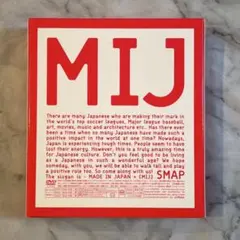 MIJ
There are many Japanese who are making their mark in
the world's top soccer leagues, Major league baseball,
art, movies, music and architecture etc.. Has there ever
been a time when so many Japanese have made such a
positive impact in the world at one time? Nowadays,
Japan is experiencing tough times. People seem to have
lost their energy. However, this is a truly amazing time
for Japanese culture. Don't you feel good to be living
as a Japanese in such a wonderful age? We hope
someday, with you, we will be able to walk tall and play
a positive role too. So come along with us!
The slogan is - MADE IN JAPAN - [MIJ] SMAP
DVD